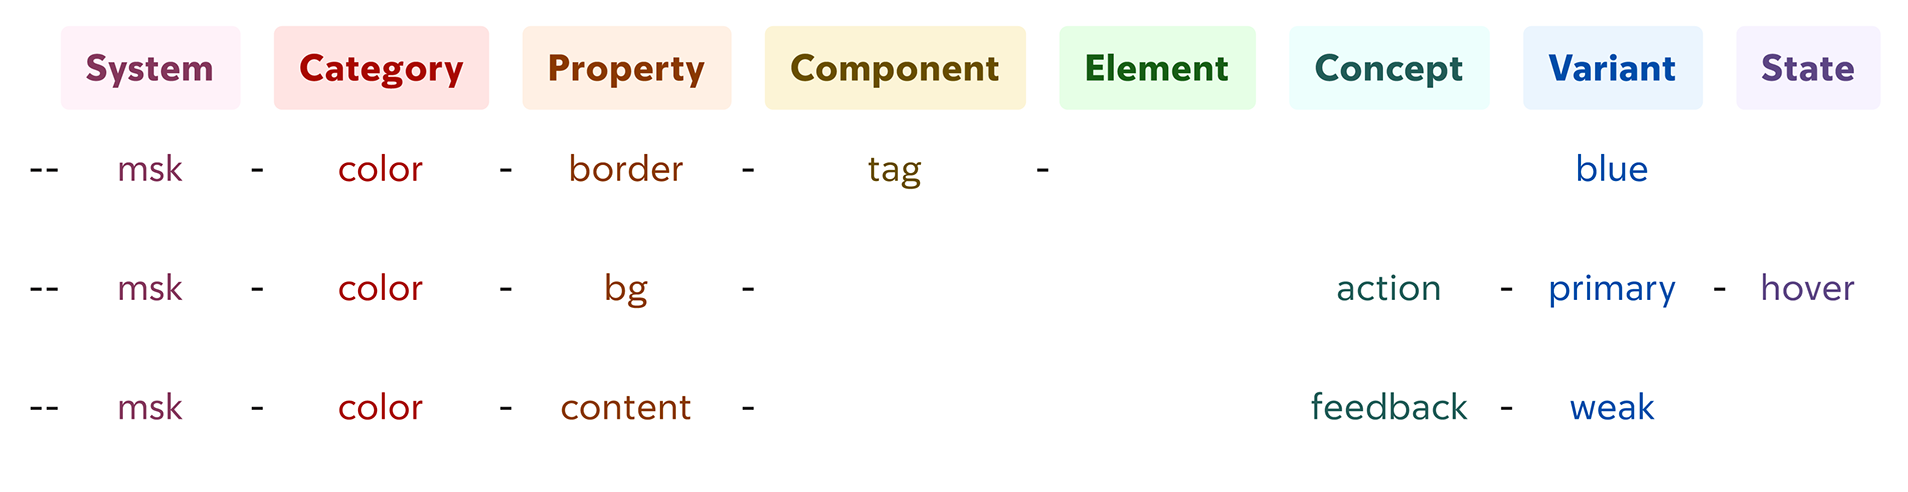 System Category Property Component Element Concept Variant State
-- msk - color - border - tag - blue
-- msk - color - bg - action - primary - hover
-- msk - color - content - feedback - weak